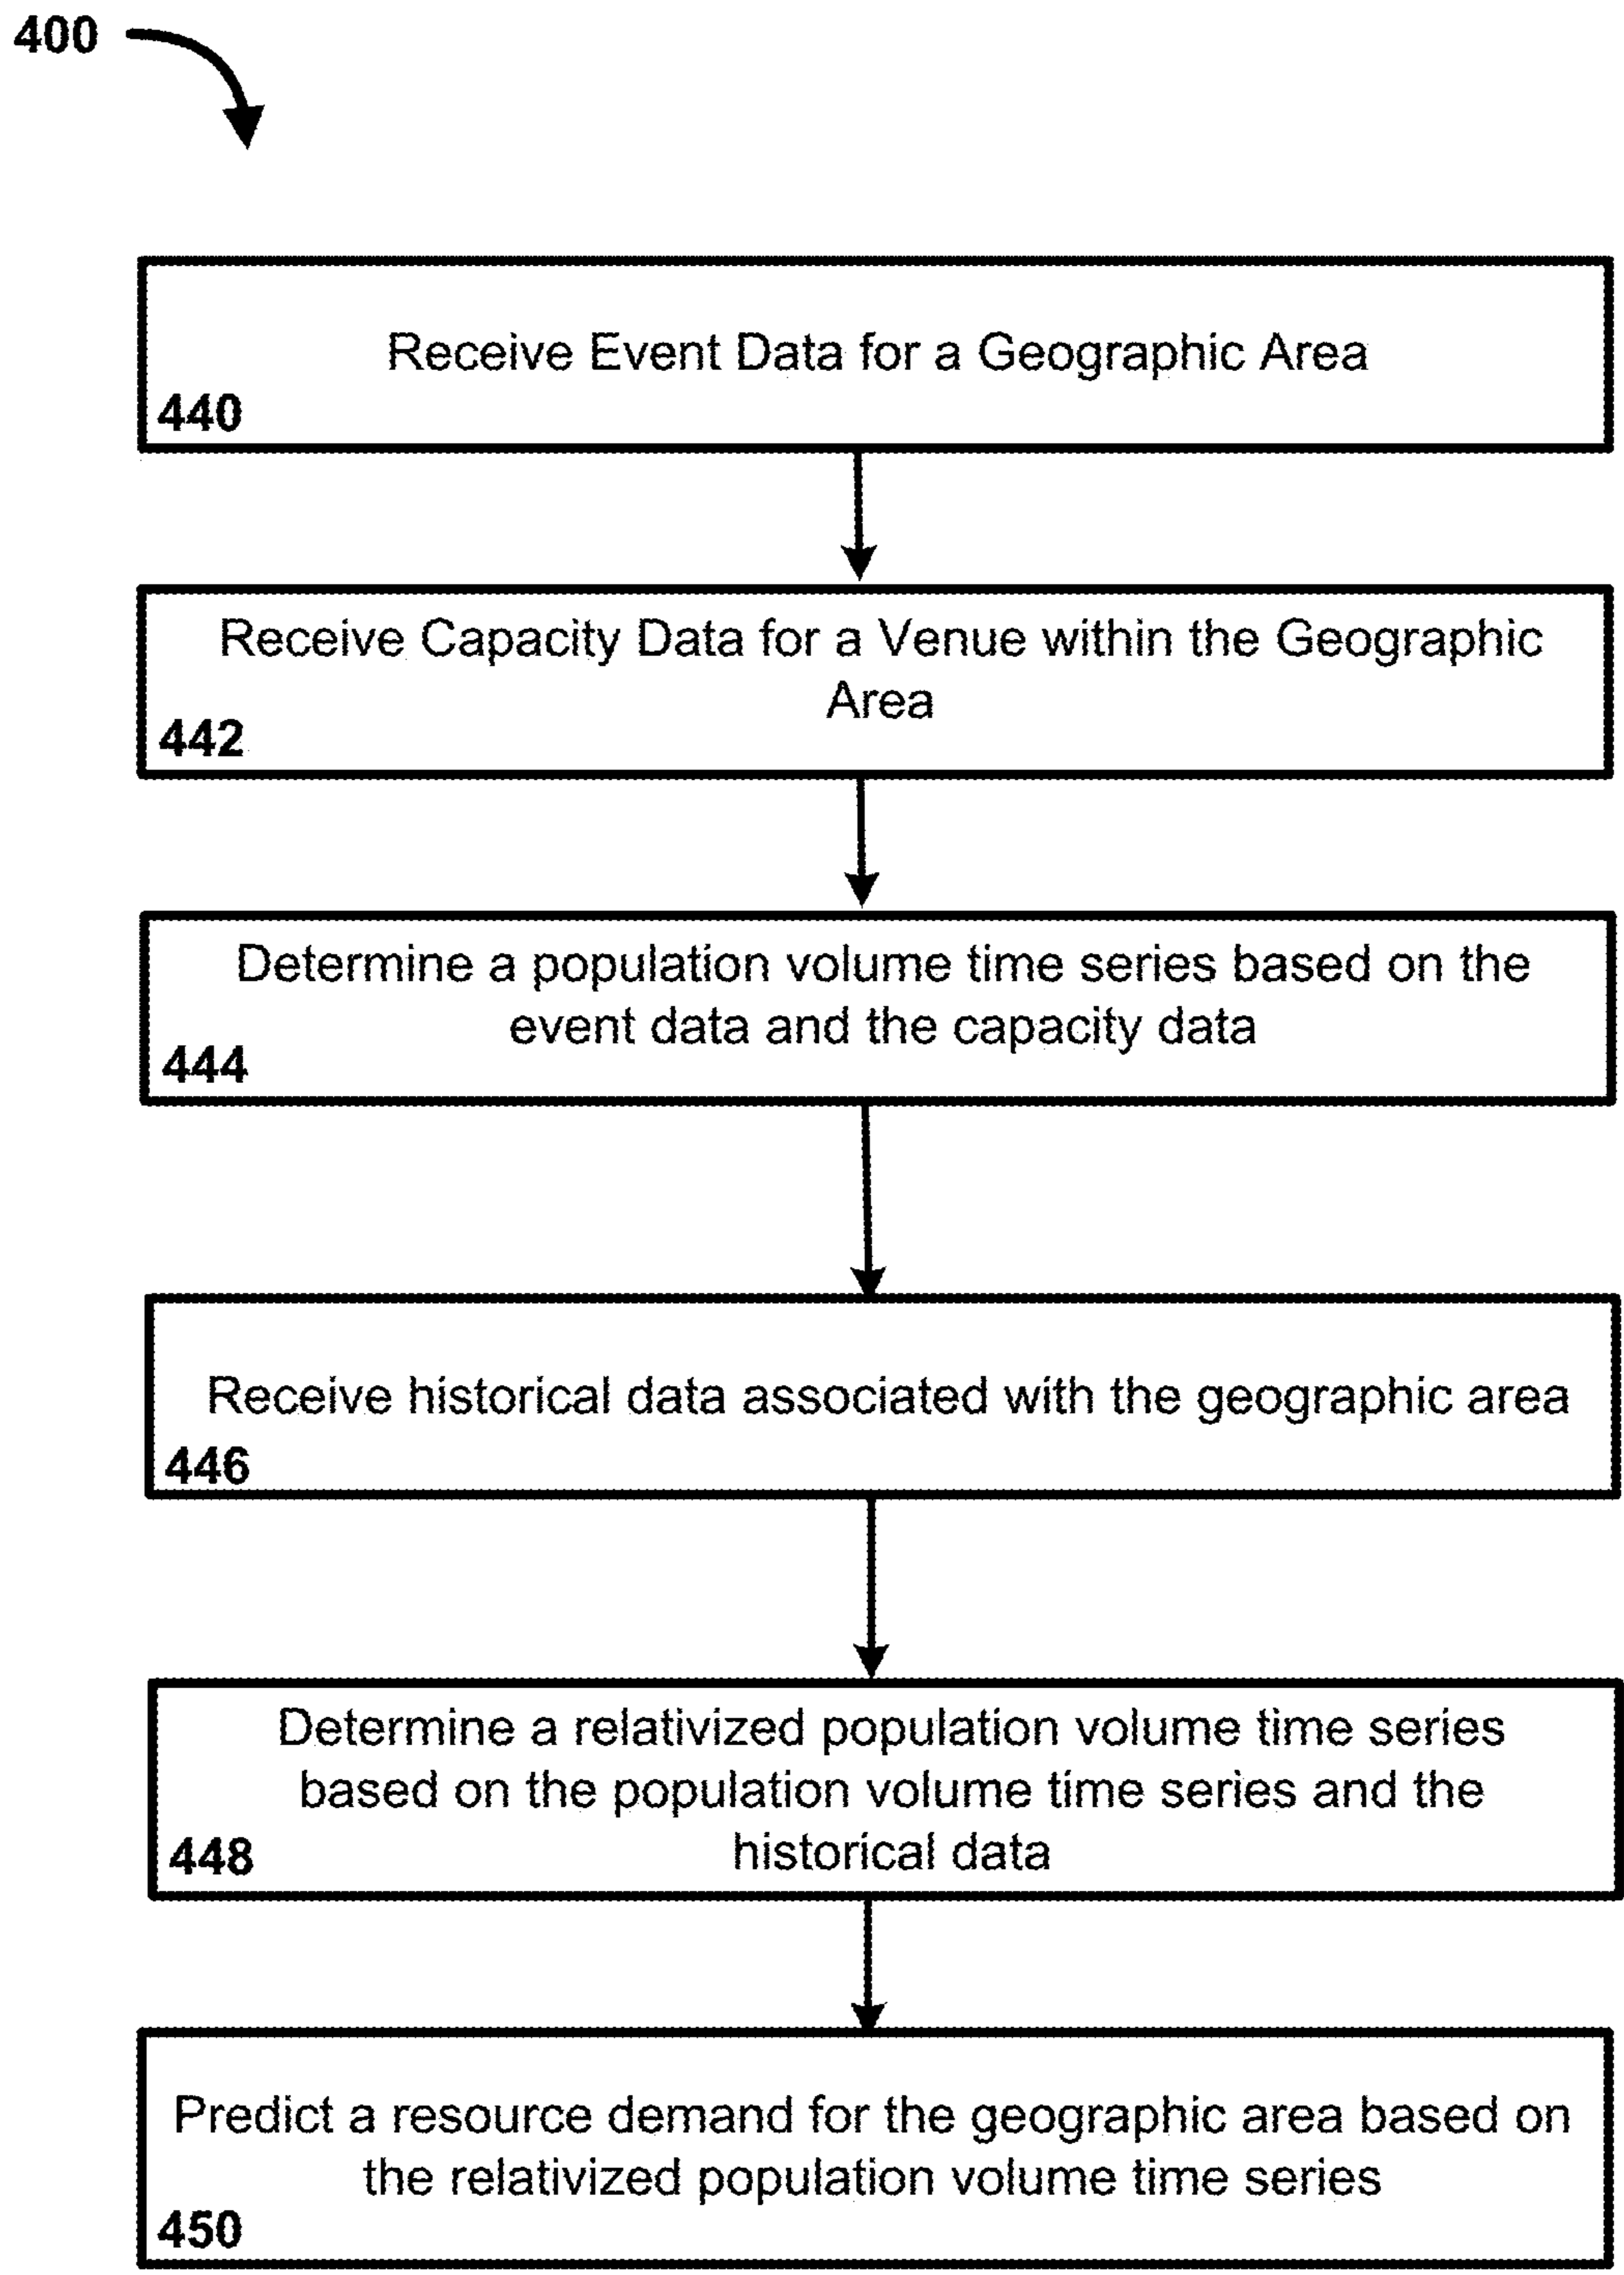 400
Receive Event Data for a Geographic Area
440
Receive Capacity Data for a Venue within the Geographic
Area
442
Determine a population volume time series based on the
event data and the capacity data
444
Receive historical data associated with the geographic area
446
Determine a relativized population volume time series
based on the population volume time series and the
historical data
448
Predict a resource demand for the geographic area based on
the relativized population volume time series
450